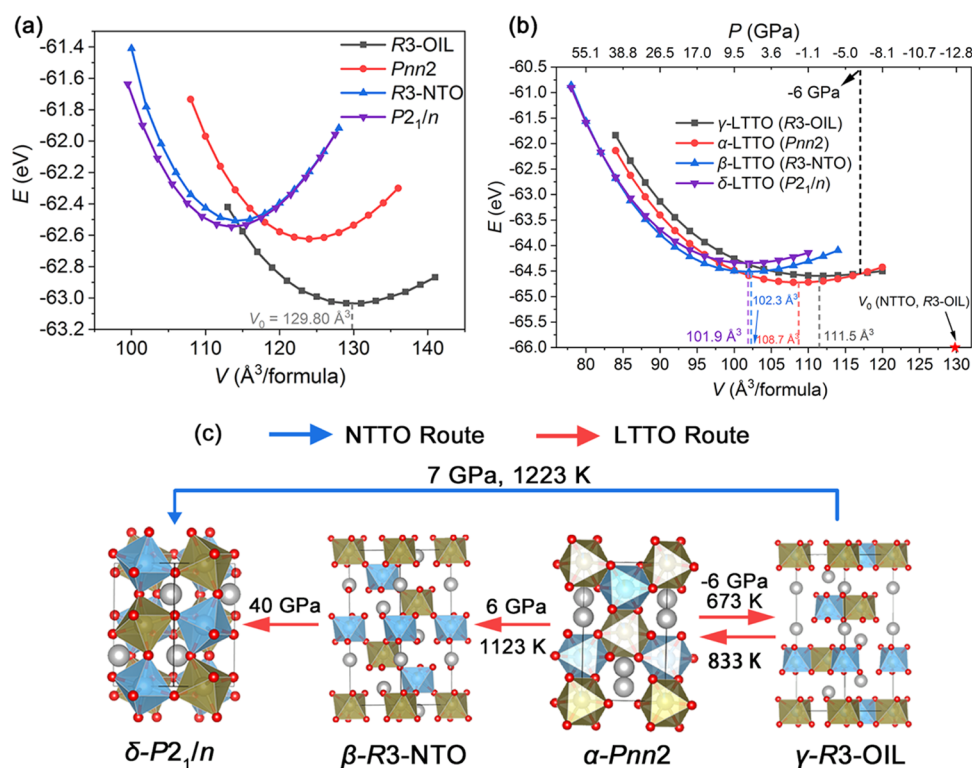 (a)
R3-OIL
Pnn2
R3-NTO
P2₁/n
E (eV)
-61.4
-61.6
-61.8
-62.0
-62.2
-62.4
-62.6
-62.8
-63.0
-63.2
V₀ = 129.80 Å³
100 110 120 130 140
V (Å³/formula)
(b)
P (GPa)
55.1 38.8 26.5 17.0 9.5 3.6 -1.1 -5.0 -8.1 -10.7 -12.8
-6 GPa
γ-LTTO (R3-OIL)
α-LTTO (Pnn2)
β-LTTO (R3-NTO)
δ-LTTO (P2₁/n)
E (eV)
-60.5
-61.0
-61.5
-62.0
-62.5
-63.0
-63.5
-64.0
-64.5
-65.0
-65.5
-66.0
V₀ (NTTO, R3-OIL)
102.3 Å³
101.9 Å³
108.7 Å³
111.5 Å³
80 85 90 95 100 105 110 115 120 125 130
V (Å³/formula)
(c)
NTTO Route
LTTO Route
7 GPa, 1223 K
40 GPa
6 GPa
1123 K
-6 GPa
673 K
833 K
δ-P2₁/n
β-R3-NTO
α-Pnn2
γ-R3-OIL